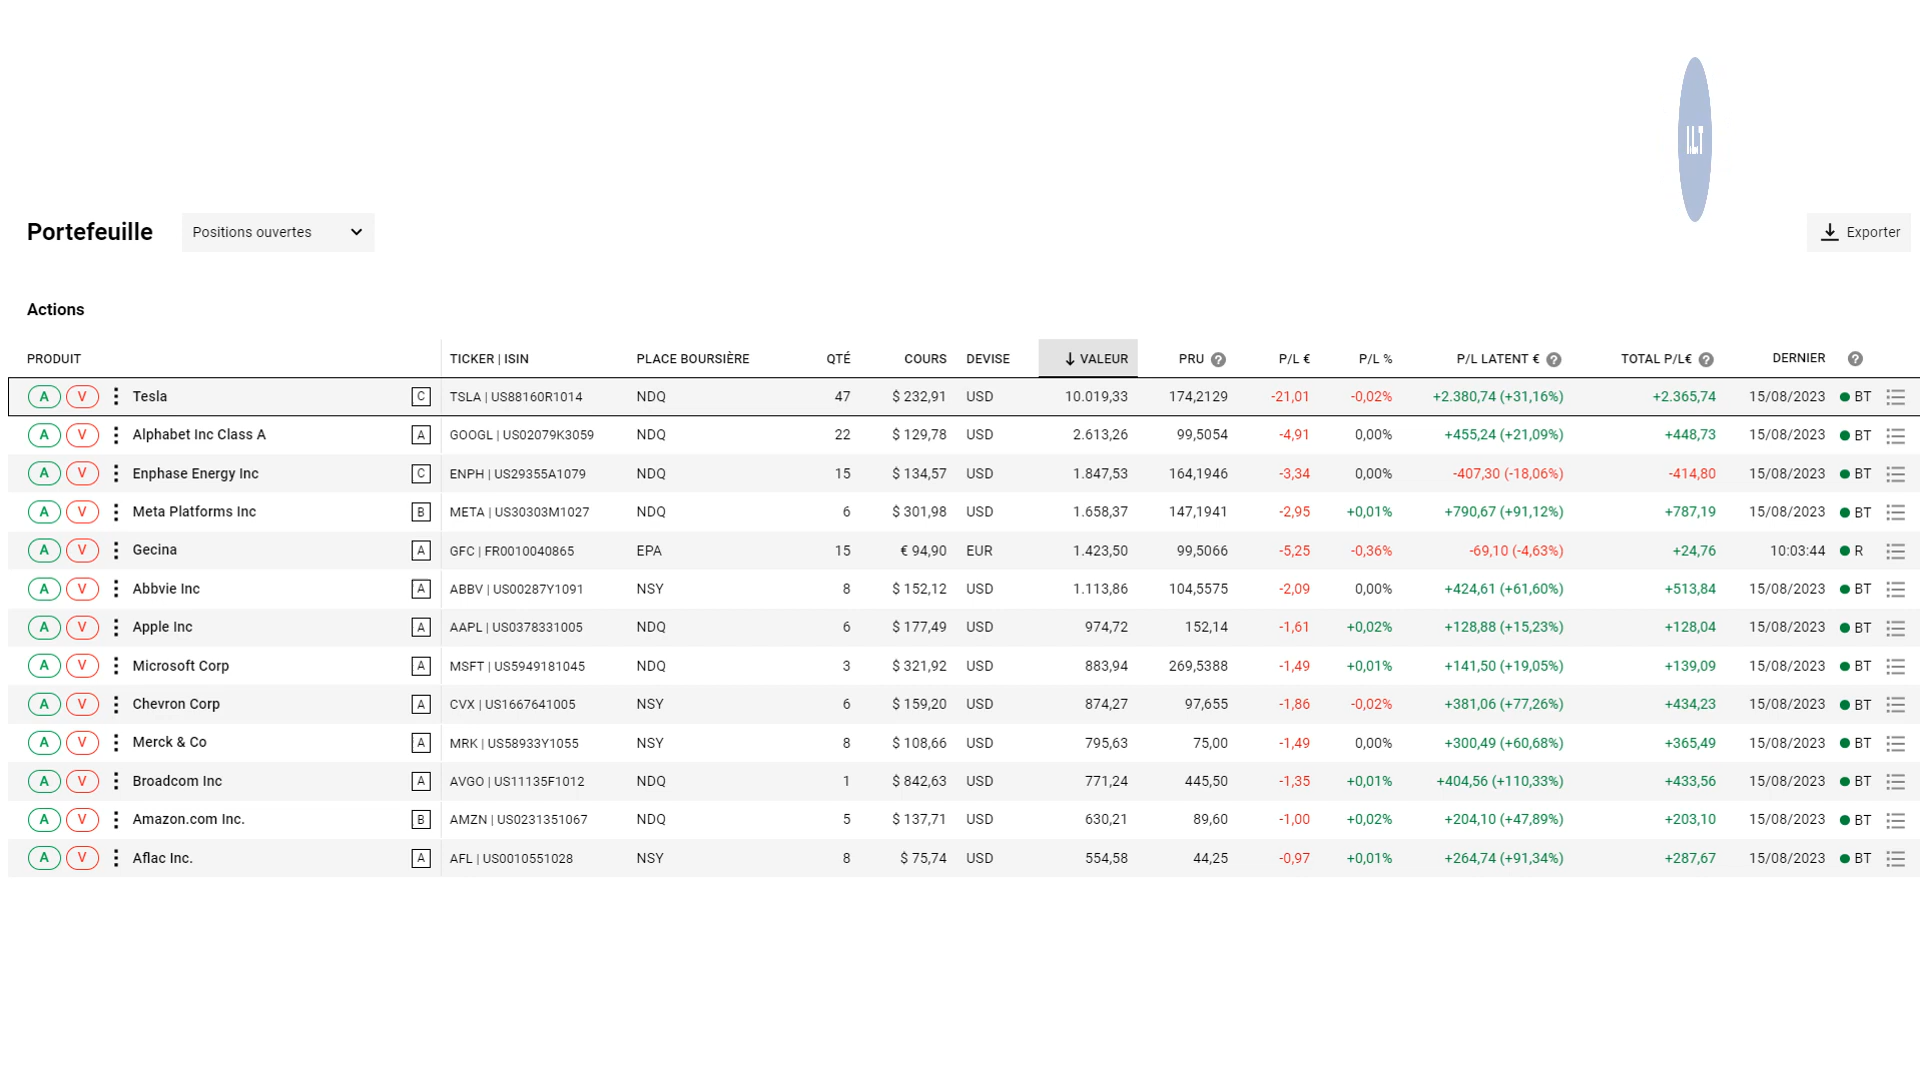 Portefeuille Positions ouvertes Exporter
Actions
PRODUIT TICKER | ISIN PLACE BOURSIÈRE QTÉ COURS DEVISE VALEUR PRU P/L € P/L % P/L LATENT € TOTAL P/L€ DERNIER
A V Tesla C TSLA | US88160R1014 NDQ 47 $ 232,91 USD 10.019,33 174,2129 -21,01 -0,02% +2.380,74 (+31,16%) +2.365,74 15/08/2023 BT
A V Alphabet Inc Class A A GOOGL | US02079K3059 NDQ 22 $ 129,78 USD 2.613,26 99,5054 -4,91 0,00% +455,24 (+21,09%) +448,73 15/08/2023 BT
A V Enphase Energy Inc C ENPH | US29355A1079 NDQ 15 $ 134,57 USD 1.847,53 164,1946 -3,34 0,00% -407,30 (-18,06%) -414,80 15/08/2023 BT
A V Meta Platforms Inc B META | US30303M1027 NDQ 6 $ 301,98 USD 1.658,37 147,1941 -2,95 +0,01% +790,67 (+91,12%) +787,19 15/08/2023 BT
A V Gecina A GFC | FR0010040865 EPA 15 € 94,90 EUR 1.423,50 99,5066 -5,25 -0,36% -69,10 (-4,63%) +24,76 10:03:44 R
A V Abbvie Inc A ABBV | US00287Y1091 NSY 8 $ 152,12 USD 1.113,86 104,5575 -2,09 0,00% +424,61 (+61,60%) +513,84 15/08/2023 BT
A V Apple Inc A AAPL | US0378331005 NDQ 6 $ 177,49 USD 974,72 152,14 -1,61 +0,02% +128,88 (+15,23%) +128,04 15/08/2023 BT
A V Microsoft Corp A MSFT | US5949181045 NDQ 3 $ 321,92 USD 883,94 269,5388 -1,49 +0,01% +141,50 (+19,05%) +139,09 15/08/2023 BT
A V Chevron Corp A CVX | US1667641005 NSY 6 $ 159,20 USD 874,27 97,655 -1,86 -0,02% +381,06 (+77,26%) +434,23 15/08/2023 BT
A V Merck & Co A MRK | US58933Y1055 NSY 8 $ 108,66 USD 795,63 75,00 -1,49 0,00% +300,49 (+60,68%) +365,49 15/08/2023 BT
A V Broadcom Inc A AVGO | US11135F1012 NDQ 1 $ 842,63 USD 771,24 445,50 -1,35 +0,01% +404,56 (+110,33%) +433,56 15/08/2023 BT
A V Amazon.com Inc. B AMZN | US0231351067 NDQ 5 $ 137,71 USD 630,21 89,60 -1,00 +0,02% +204,10 (+47,89%) +203,10 15/08/2023 BT
A V Aflac Inc. A AFL | US0010551028 NSY 8 $ 75,74 USD 554,58 44,25 -0,97 +0,01% +264,74 (+91,34%) +287,67 15/08/2023 BT